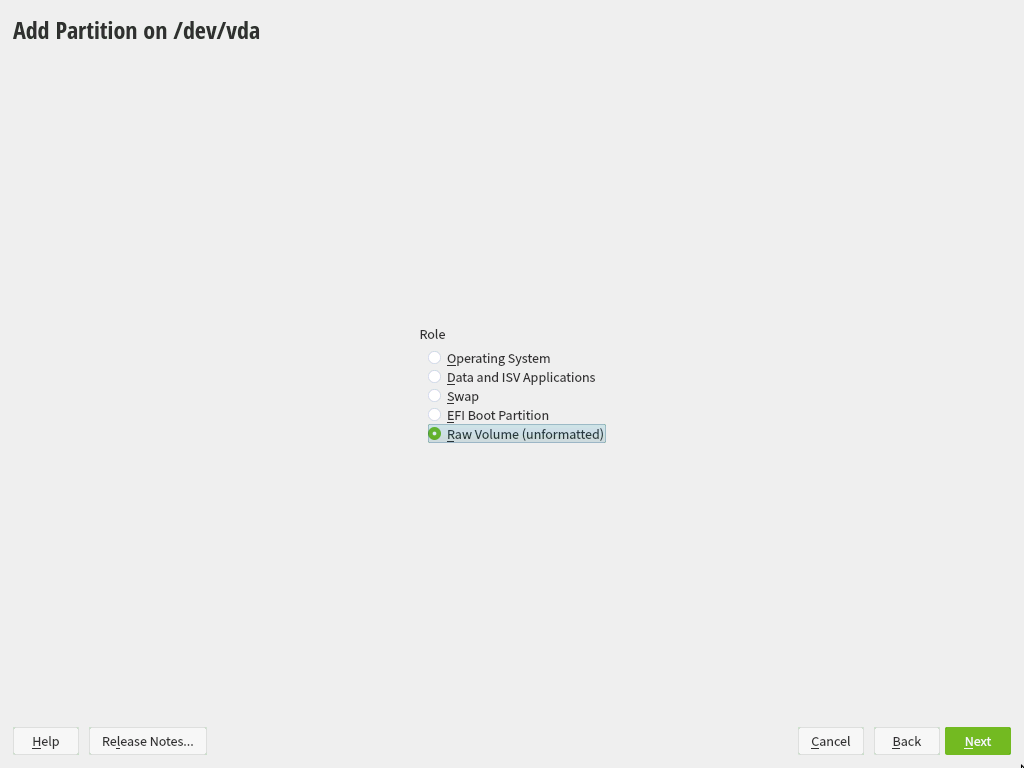 Add Partition on /dev/vda
Role
Operating System
Data and ISV Applications
Swap
EFI Boot Partition
Raw Volume (unformatted)
Help
Release Notes...
Cancel
Back
Next